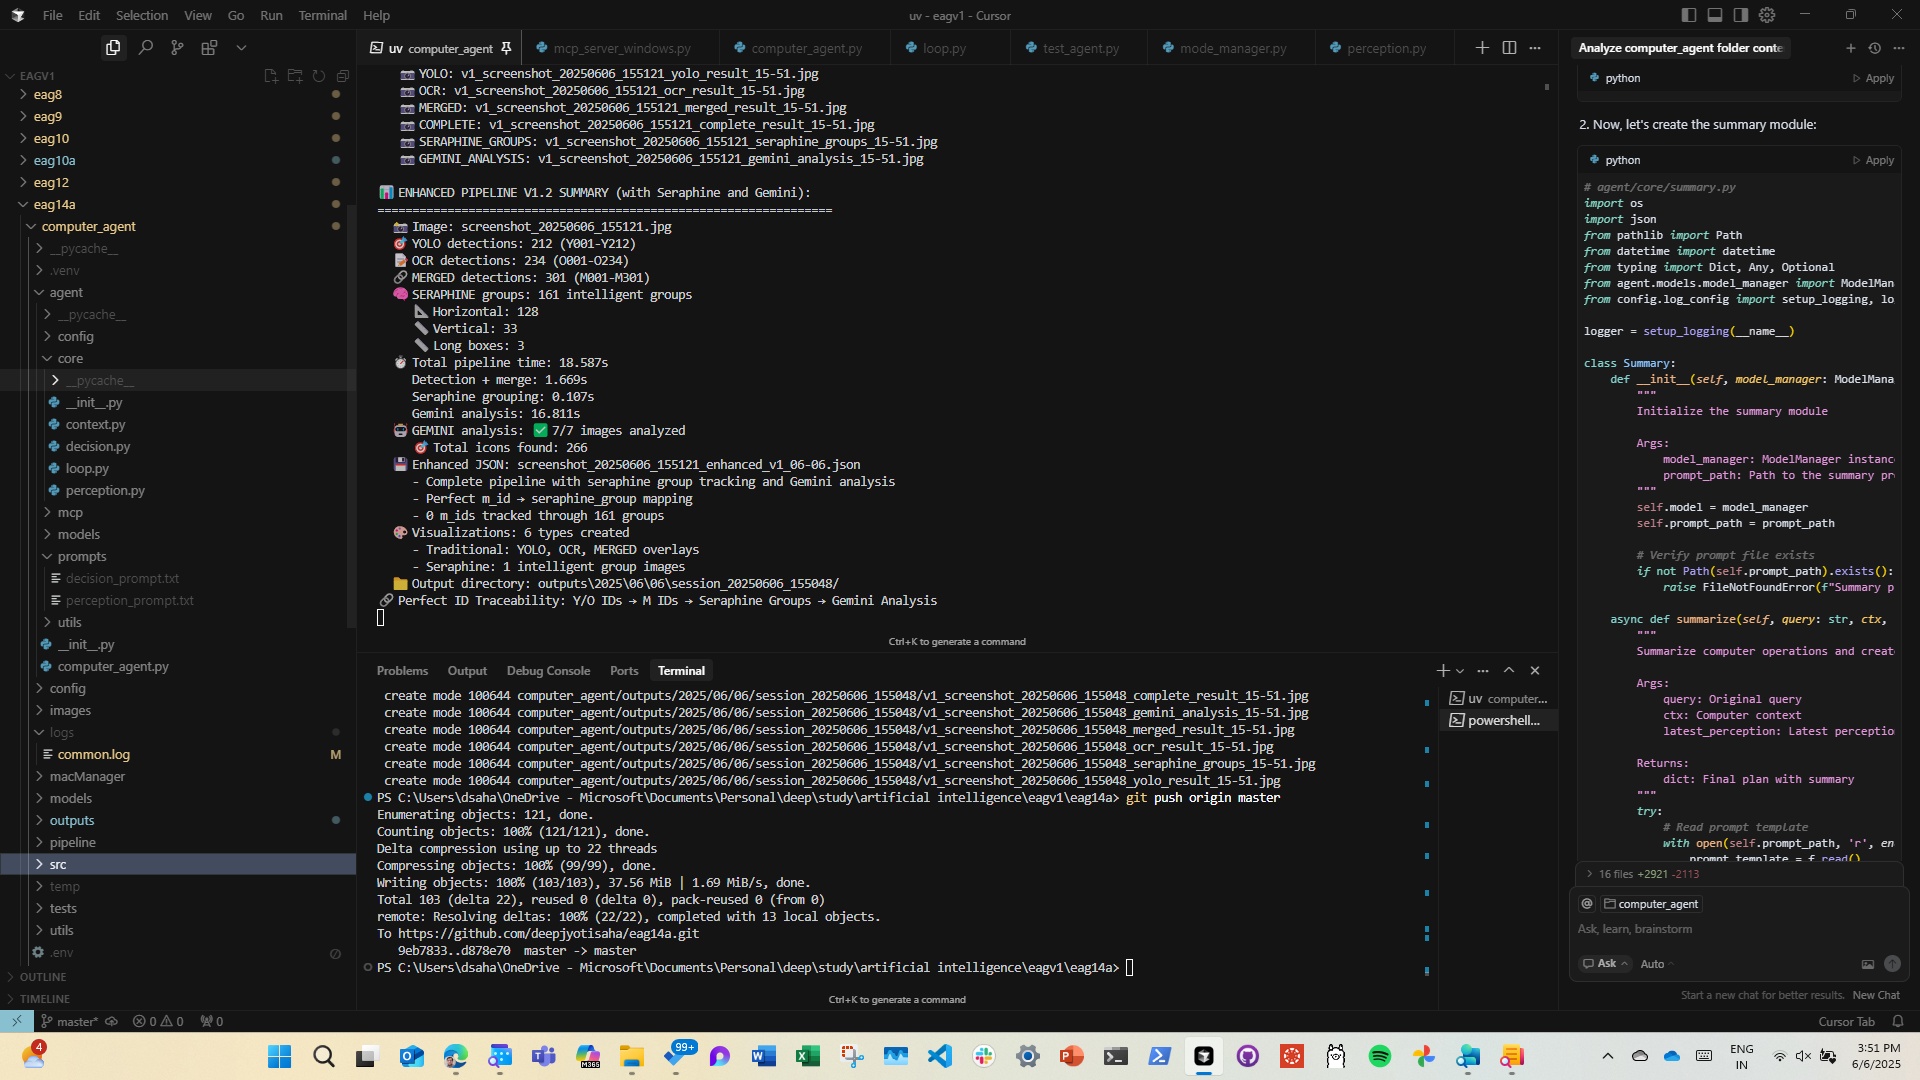 File Edit Selection View Go Run Terminal Help
uv - eagv1 - Cursor
EAGV1
eag8
eag9
eag10
eag10a
eag12
eag14a
computer_agent
__pycache__
.venv
agent
__pycache__
config
core
__pycache__
__init__.py
context.py
decision.py
loop.py
perception.py
mcp
models
prompts
decision_prompt.txt
perception_prompt.txt
utils
__init__.py
computer_agent.py
config
images
logs
common.log M
macManager
models
outputs
pipeline
src
temp
tests
utils
.env
OUTLINE
TIMELINE
uv computer_agent mcp_server_windows.py computer_agent.py loop.py test_agent.py mode_manager.py perception.py
YOLO: v1_screenshot_20250606_155121_yolo_result_15-51.jpg
OCR: v1_screenshot_20250606_155121_ocr_result_15-51.jpg
MERGED: v1_screenshot_20250606_155121_merged_result_15-51.jpg
COMPLETE: v1_screenshot_20250606_155121_complete_result_15-51.jpg
SERAPHINE_GROUPS: v1_screenshot_20250606_155121_seraphine_groups_15-51.jpg
GEMINI_ANALYSIS: v1_screenshot_20250606_155121_gemini_analysis_15-51.jpg
📊 ENHANCED PIPELINE V1.2 SUMMARY (with Seraphine and Gemini):
=================================================================
📷 Image: screenshot_20250606_155121.jpg
🎯 YOLO detections: 212 (Y001-Y212)
📝 OCR detections: 234 (O001-O234)
🔗 MERGED detections: 301 (M001-M301)
🧠 SERAPHINE groups: 161 intelligent groups
📐 Horizontal: 128
📏 Vertical: 33
📏 Long boxes: 3
⏱ Total pipeline time: 18.587s
Detection + merge: 1.669s
Seraphine grouping: 0.107s
Gemini analysis: 16.811s
🤖 GEMINI analysis: ✅ 7/7 images analyzed
🎯 Total icons found: 266
💾 Enhanced JSON: screenshot_20250606_155121_enhanced_v1_06-06.json
- Complete pipeline with seraphine group tracking and Gemini analysis
- Perfect m_id → seraphine_group mapping
- 0 m_ids tracked through 161 groups
🎨 Visualizations: 6 types created
- Traditional: YOLO, OCR, MERGED overlays
- Seraphine: 1 intelligent group images
📁 Output directory: outputs\2025\06\06\session_20250606_155048/
🔗 Perfect ID Traceability: Y/O IDs → M IDs → Seraphine Groups → Gemini Analysis
Ctrl+K to generate a command
Problems Output Debug Console Ports Terminal
create mode 100644 computer_agent/outputs/2025/06/06/session_20250606_155048/v1_screenshot_20250606_155048_complete_result_15-51.jpg
create mode 100644 computer_agent/outputs/2025/06/06/session_20250606_155048/v1_screenshot_20250606_155048_gemini_analysis_15-51.jpg
create mode 100644 computer_agent/outputs/2025/06/06/session_20250606_155048/v1_screenshot_20250606_155048_merged_result_15-51.jpg
create mode 100644 computer_agent/outputs/2025/06/06/session_20250606_155048/v1_screenshot_20250606_155048_ocr_result_15-51.jpg
create mode 100644 computer_agent/outputs/2025/06/06/session_20250606_155048/v1_screenshot_20250606_155048_seraphine_groups_15-51.jpg
create mode 100644 computer_agent/outputs/2025/06/06/session_20250606_155048/v1_screenshot_20250606_155048_yolo_result_15-51.jpg
PS C:\Users\dsaha\OneDrive - Microsoft\Documents\Personal\deep\study\artificial intelligence\eagv1\eag14a> git push origin master
Enumerating objects: 121, done.
Counting objects: 100% (121/121), done.
Delta compression using up to 22 threads
Compressing objects: 100% (99/99), done.
Writing objects: 100% (103/103), 37.56 MiB | 1.69 MiB/s, done.
Total 103 (delta 22), reused 0 (delta 0), pack-reused 0 (from 0)
remote: Resolving deltas: 100% (22/22), completed with 13 local objects.
To https://github.com/deepjyotisaha/eag14a.git
9eb7833..d878e70 master -> master
PS C:\Users\dsaha\OneDrive - Microsoft\Documents\Personal\deep\study\artificial intelligence\eagv1\eag14a>
Ctrl+K to generate a command
uv computer...
powershell...
Analyze computer_agent folder conte
python Apply
2. Now, let's create the summary module:
python Apply
# agent/core/summary.py
import os
import json
from pathlib import Path
from datetime import datetime
from typing import Dict, Any, Optional
from agent.models.model_manager import ModelMan
from config.log_config import setup_logging, lo
logger = setup_logging(__name__)
class Summary:
def __init__(self, model_manager: ModelMana
"""
Initialize the summary module
Args:
model_manager: ModelManager instanc
prompt_path: Path to the summary pr
"""
self.model = model_manager
self.prompt_path = prompt_path
# Verify prompt file exists
if not Path(self.prompt_path).exists():
raise FileNotFoundError(f"Summary p
async def summarize(self, query: str, ctx,
"""
Summarize computer operations and creat
Args:
query: Original query
ctx: Computer context
latest_perception: Latest perceptio
Returns:
dict: Final plan with summary
"""
try:
# Read prompt template
with open(self.prompt_path, 'r', en
prompt_template = f.read()
16 files +2921 -2113
@ computer_agent
Ask, learn, brainstorm
Ask Auto
Start a new chat for better results. New Chat
master* 0 0 0
Cursor Tab
4
99+
M365
ENG
IN
3:51 PM
6/6/2025